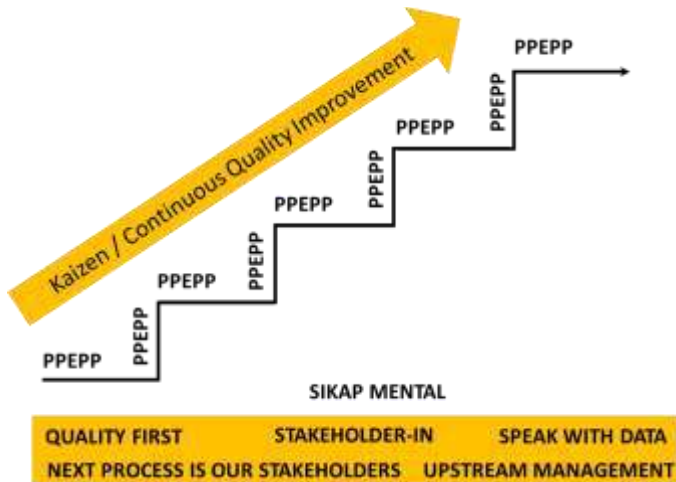 PPEPP
PPEPP
PPEPP
PPEPP
PPEPP
PPEPP
PPEPP
PPEPP
PPEPP
Kaizen / Continuous Quality Improvement
SIKAP MENTAL
QUALITY FIRST STAKEHOLDER-IN SPEAK WITH DATA
NEXT PROCESS IS OUR STAKEHOLDERS UPSTREAM MANAGEMENT